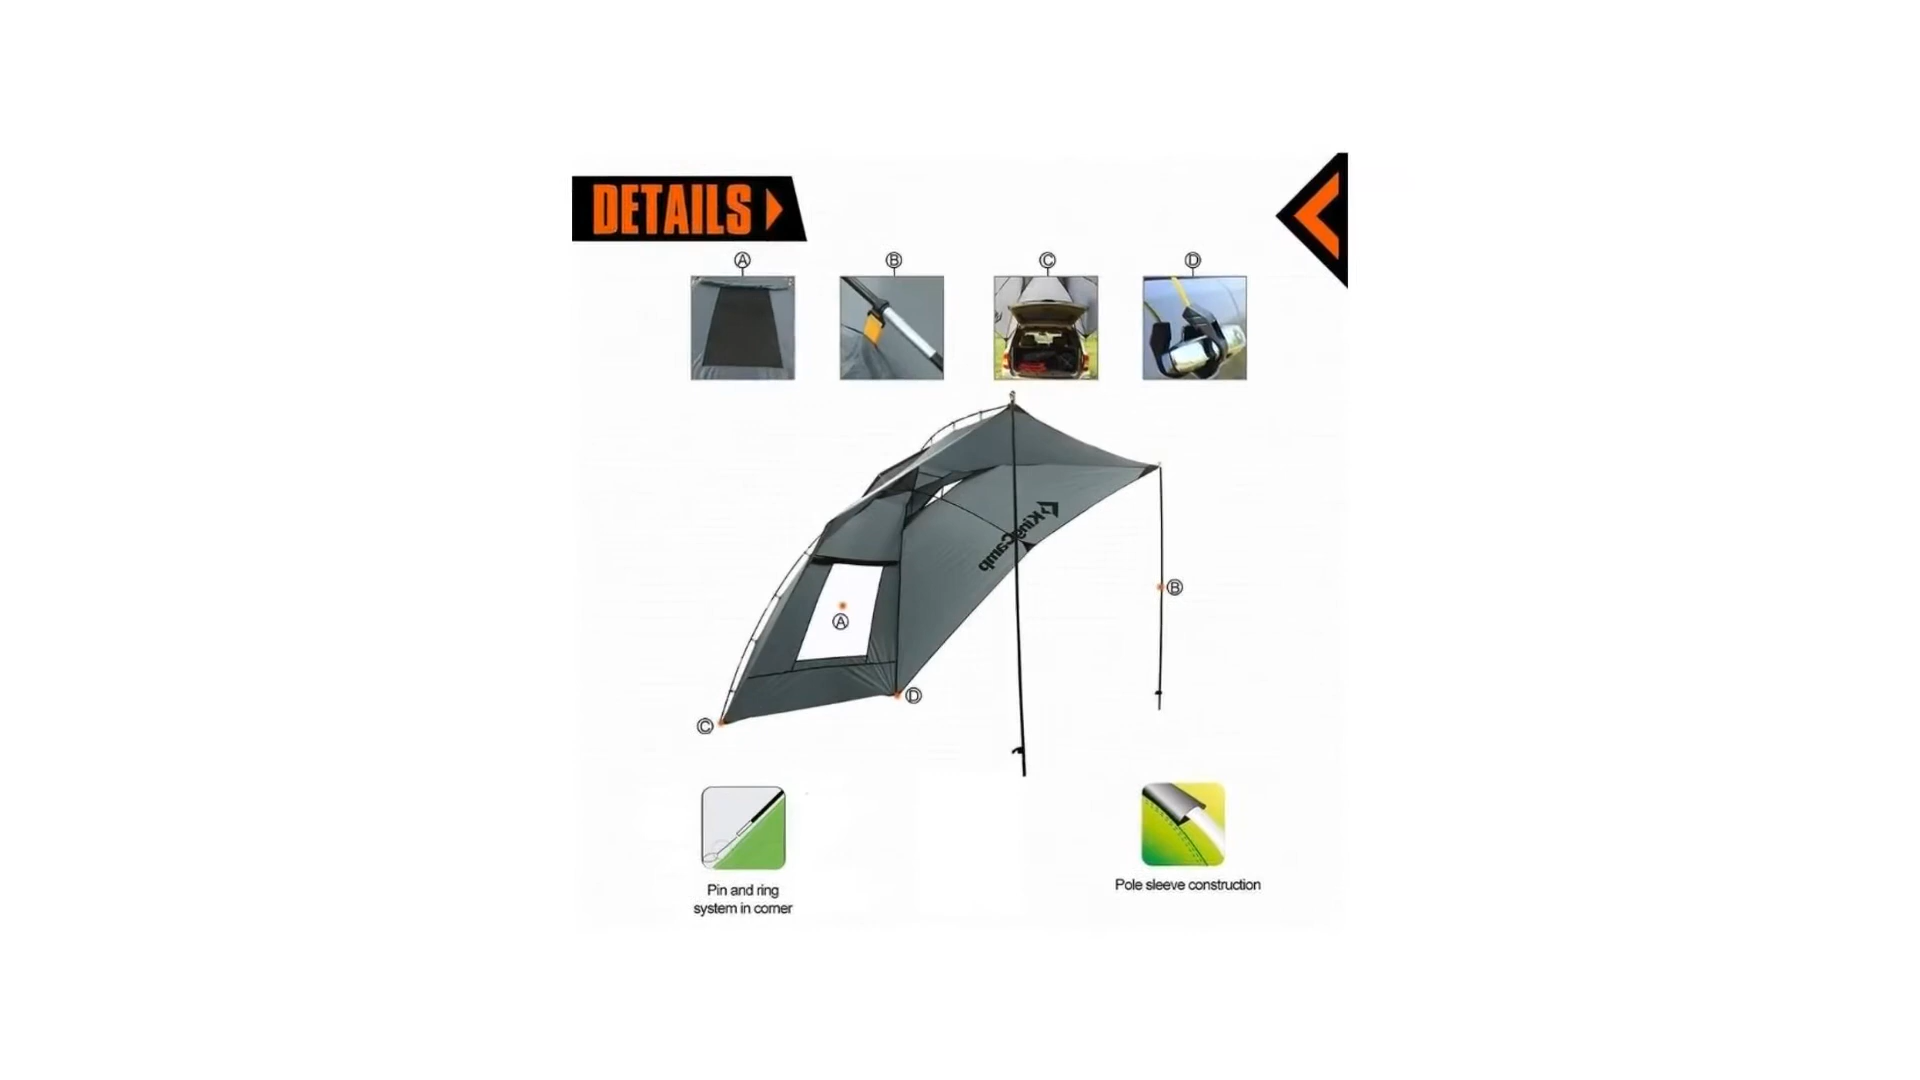 DETAILS
A
B
C
D
KingCamp
A
B
C
D
Pin and ring
system in corner
Pole sleeve construction